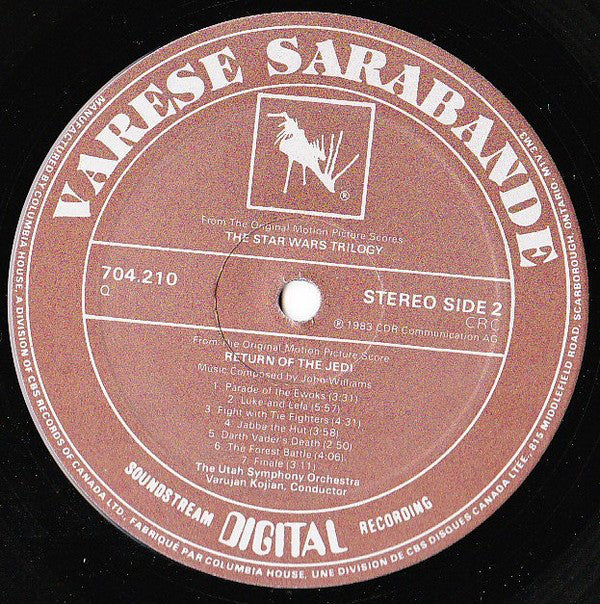 VARESE SARABANDE
®
From The Original Motion Picture Scores
THE STAR WARS TRILOGY
704.210
Q
STEREO SIDE 2
CRC
℗ 1983 CDR Communication AG
From The Original Motion Picture Score
RETURN OF THE JEDI
Music Composed by John Williams
1. Parade of the Ewoks (3:31)
2. Luke and Lefa (5:57)
3. Fight with Tie Fighters (4:31)
4. Jabba the Hut (3:58)
5. Darth Vader's Death (2:50)
6. The Forest Battle (4:06)
7. Finale (3:11)
The Utah Symphony Orchestra
Varujan Kojian, Conductor
SOUNDSTREAM DIGITAL RECORDING
MANUFACTURED BY COLUMBIA HOUSE, A DIVISION OF CBS RECORDS OF CANADA LTD., FABRIQUÉ PAR COLUMBIA HOUSE, UNE DIVISION DE CBS DISQUES CANADA LTÉE., 815 MIDDLEFIELD ROAD, SCARBOROUGH, ONTARIO M1V 3M3